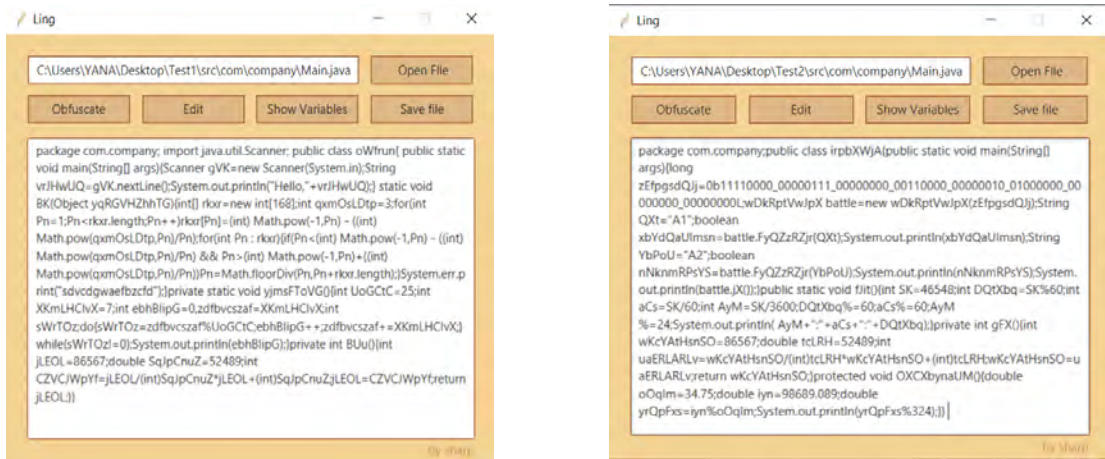 Ling
C:\Users\YANA\Desktop\Test1\src\com\company\Main.java
Open File
Obfuscate
Edit
Show Variables
Save file
package com.company; import java.util.Scanner; public class oWfrun{ public static
void main(String[] args){Scanner gVK=new Scanner(System.in);String
vrJHwUQ=gVK.nextLine();System.out.println("Hello,"+vrJHwUQ);} static void
BK(Object yqRGVHZhhTG){int[] rkxr=new int[168];int qxmOsLDtp=3;for(int
Pn=1;Pn<rkxr.length;Pn++)rkxr[Pn]=(int) Math.pow(-1,Pn) - ((int)
Math.pow(qxmOsLDtp,Pn)/Pn);for(int Pn : rkxr){if(Pn<(int) Math.pow(-1,Pn) - ((int)
Math.pow(qxmOsLDtp,Pn)/Pn) && Pn>(int) Math.pow(-1,Pn)+((int)
Math.pow(qxmOsLDtp,Pn)/Pn))Pn=Math.floorDiv(Pn,Pn+rkxr.length);}System.err.p
rint("sdvcdgwaefbzcfd");}private static void yjmsFToVG(){int UoGCtC=25;int
XKmLHClvX=7;int ebhBlipG=0,zdfbvcszaf=XKmLHClvX;int
sWrTOz;do{sWrTOz=zdfbvcszaf%UoGCtC;ebhBlipG++;zdfbvcszaf+=XKmLHClvX;}
while(sWrTOz!=0);System.out.println(ebhBlipG);}private int BUu(){int
jLEOL=86567;double SqJpCnuZ=52489;int
CZVCJWpYf=jLEOL/(int)SqJpCnuZ*jLEOL+(int)SqJpCnuZ;jLEOL=CZVCJWpYf;return
jLEOL;}}
by sharp
Ling
C:\Users\YANA\Desktop\Test2\src\com\company\Main.java
Open File
Obfuscate
Edit
Show Variables
Save file
package com.company;public class irpbXWjA{public static void main(String[]
args){long
zEfpgsdQJj=0b11110000_00000111_00000000_00110000_00000010_01000000_00
000000_00000000L;wDkRptVwJpX battle=new wDkRptVwJpX(zEfpgsdQJj);String
QXt="A1";boolean
xbYdQaUlmsn=battle.FyQZzRZjr(QXt);System.out.println(xbYdQaUlmsn);String
YbPoU="A2";boolean
nNknmRPsYS=battle.FyQZzRZjr(YbPoU);System.out.println(nNknmRPsYS);System.
out.println(battle.jX());}public static void fJit(){int SK=46548;int DQtXbq=SK%60;int
aCs=SK/60;int AyM=SK/3600;DQtXbq%=60;aCs%=60;AyM
%=24;System.out.println( AyM+":"+aCs+":"+DQtXbq);}private int gFX(){int
wKcYAtHsnSO=86567;double tcLRH=52489;int
uaERLARLv=wKcYAtHsnSO/(int)tcLRH*wKcYAtHsnSO+(int)tcLRH;wKcYAtHsnSO=u
aERLARLv;return wKcYAtHsnSO;}protected void OXCXbynaUM(){double
oOqIm=34.75;double iyn=98689.089;double
yrQpFxs=iyn%oOqIm;System.out.println(yrQpFxs%324);}}
by sharp